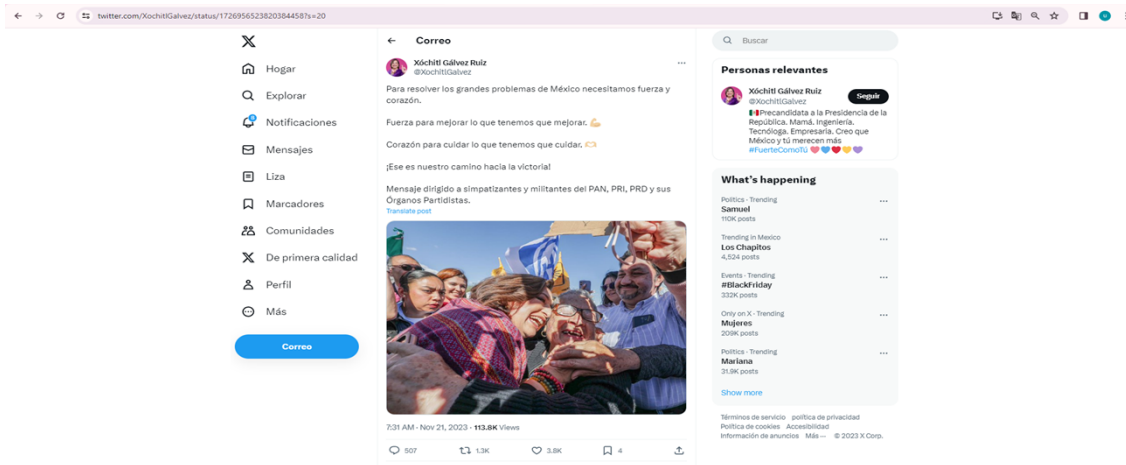 twitter.com/XochitlGalvez/status/1726956523820384458?s=20
Hogar
Explorar
Notificaciones
Mensajes
Liza
Marcadores
Comunidades
De primera calidad
Perfil
Más
Correo
Correo
Xóchitl Gálvez Ruiz
@XochitlGalvez
Para resolver los grandes problemas de México necesitamos fuerza y
corazón.
Fuerza para mejorar lo que tenemos que mejorar. 💪🏼
Corazón para cuidar lo que tenemos que cuidar. 🫶🏼
¡Ese es nuestro camino hacia la victoria!
Mensaje dirigido a simpatizantes y militantes del PAN, PRI, PRD y sus
Órganos Partidistas.
Translate post
7:31 AM · Nov 21, 2023 · 113.8K Views
507 1.3K 3.8K 4
Buscar
Personas relevantes
Xóchitl Gálvez Ruiz
Seguir
@XochitlGalvez
🇲🇽Precandidata a la Presidencia de la
República. Mamá. Ingeniería.
Tecnóloga. Empresaria. Creo que
México y tú merecen más
#FuerteComoTú
What's happening
Politics · Trending
Samuel
110K posts
Trending in Mexico
Los Chapitos
4,524 posts
Events · Trending
#BlackFriday
332K posts
Only on X · Trending
Mujeres
209K posts
Politics · Trending
Mariana
31.9K posts
Show more
Términos de servicio política de privacidad
Política de cookies Accesibilidad
Información de anuncios Más — © 2023 X Corp.